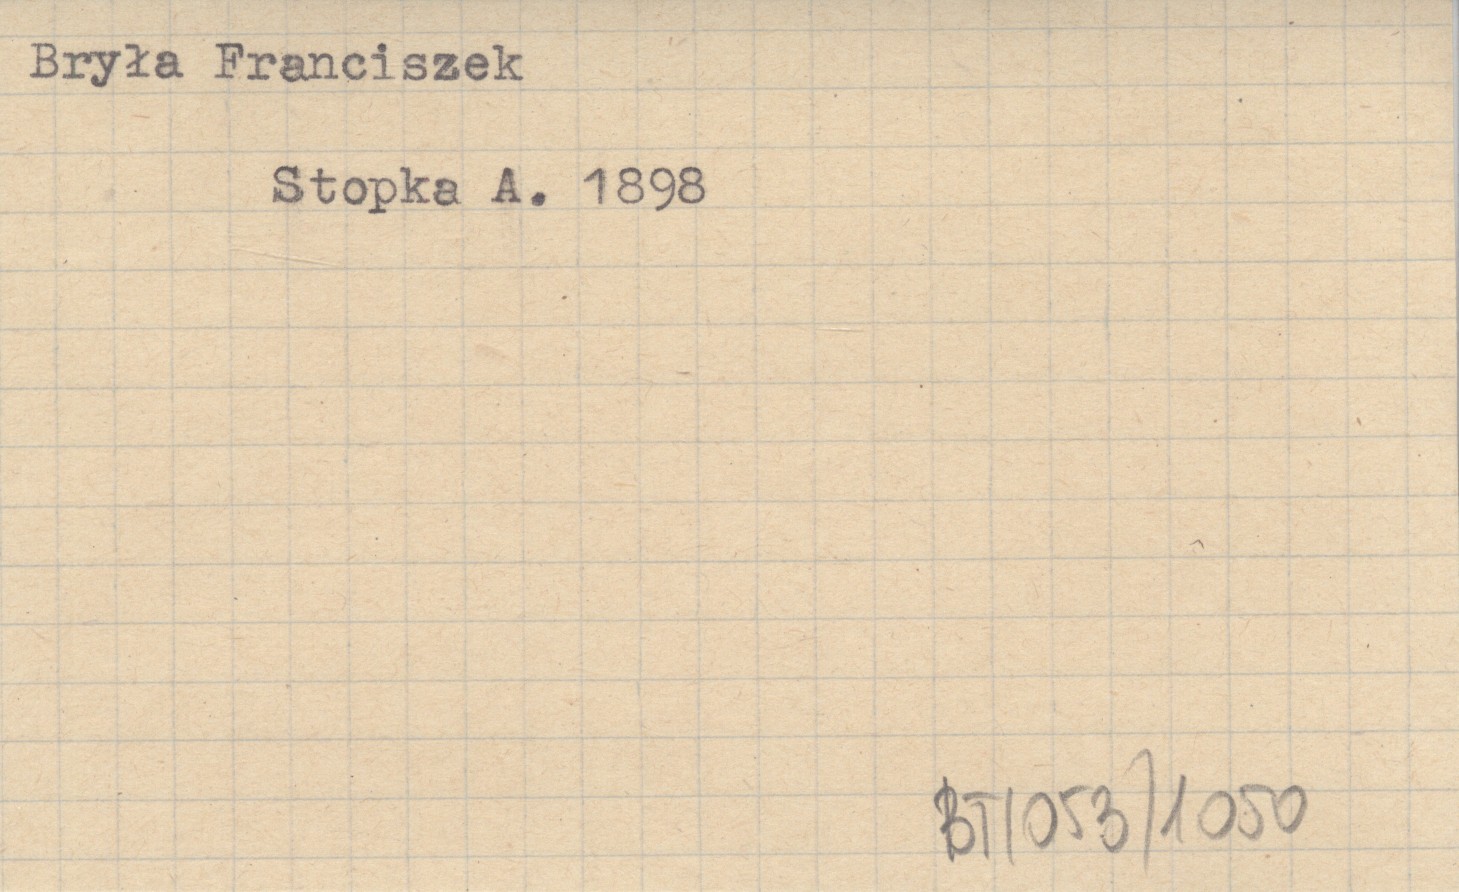 Bryła Franciszek
Stopka A. 1898
BT/053/1050